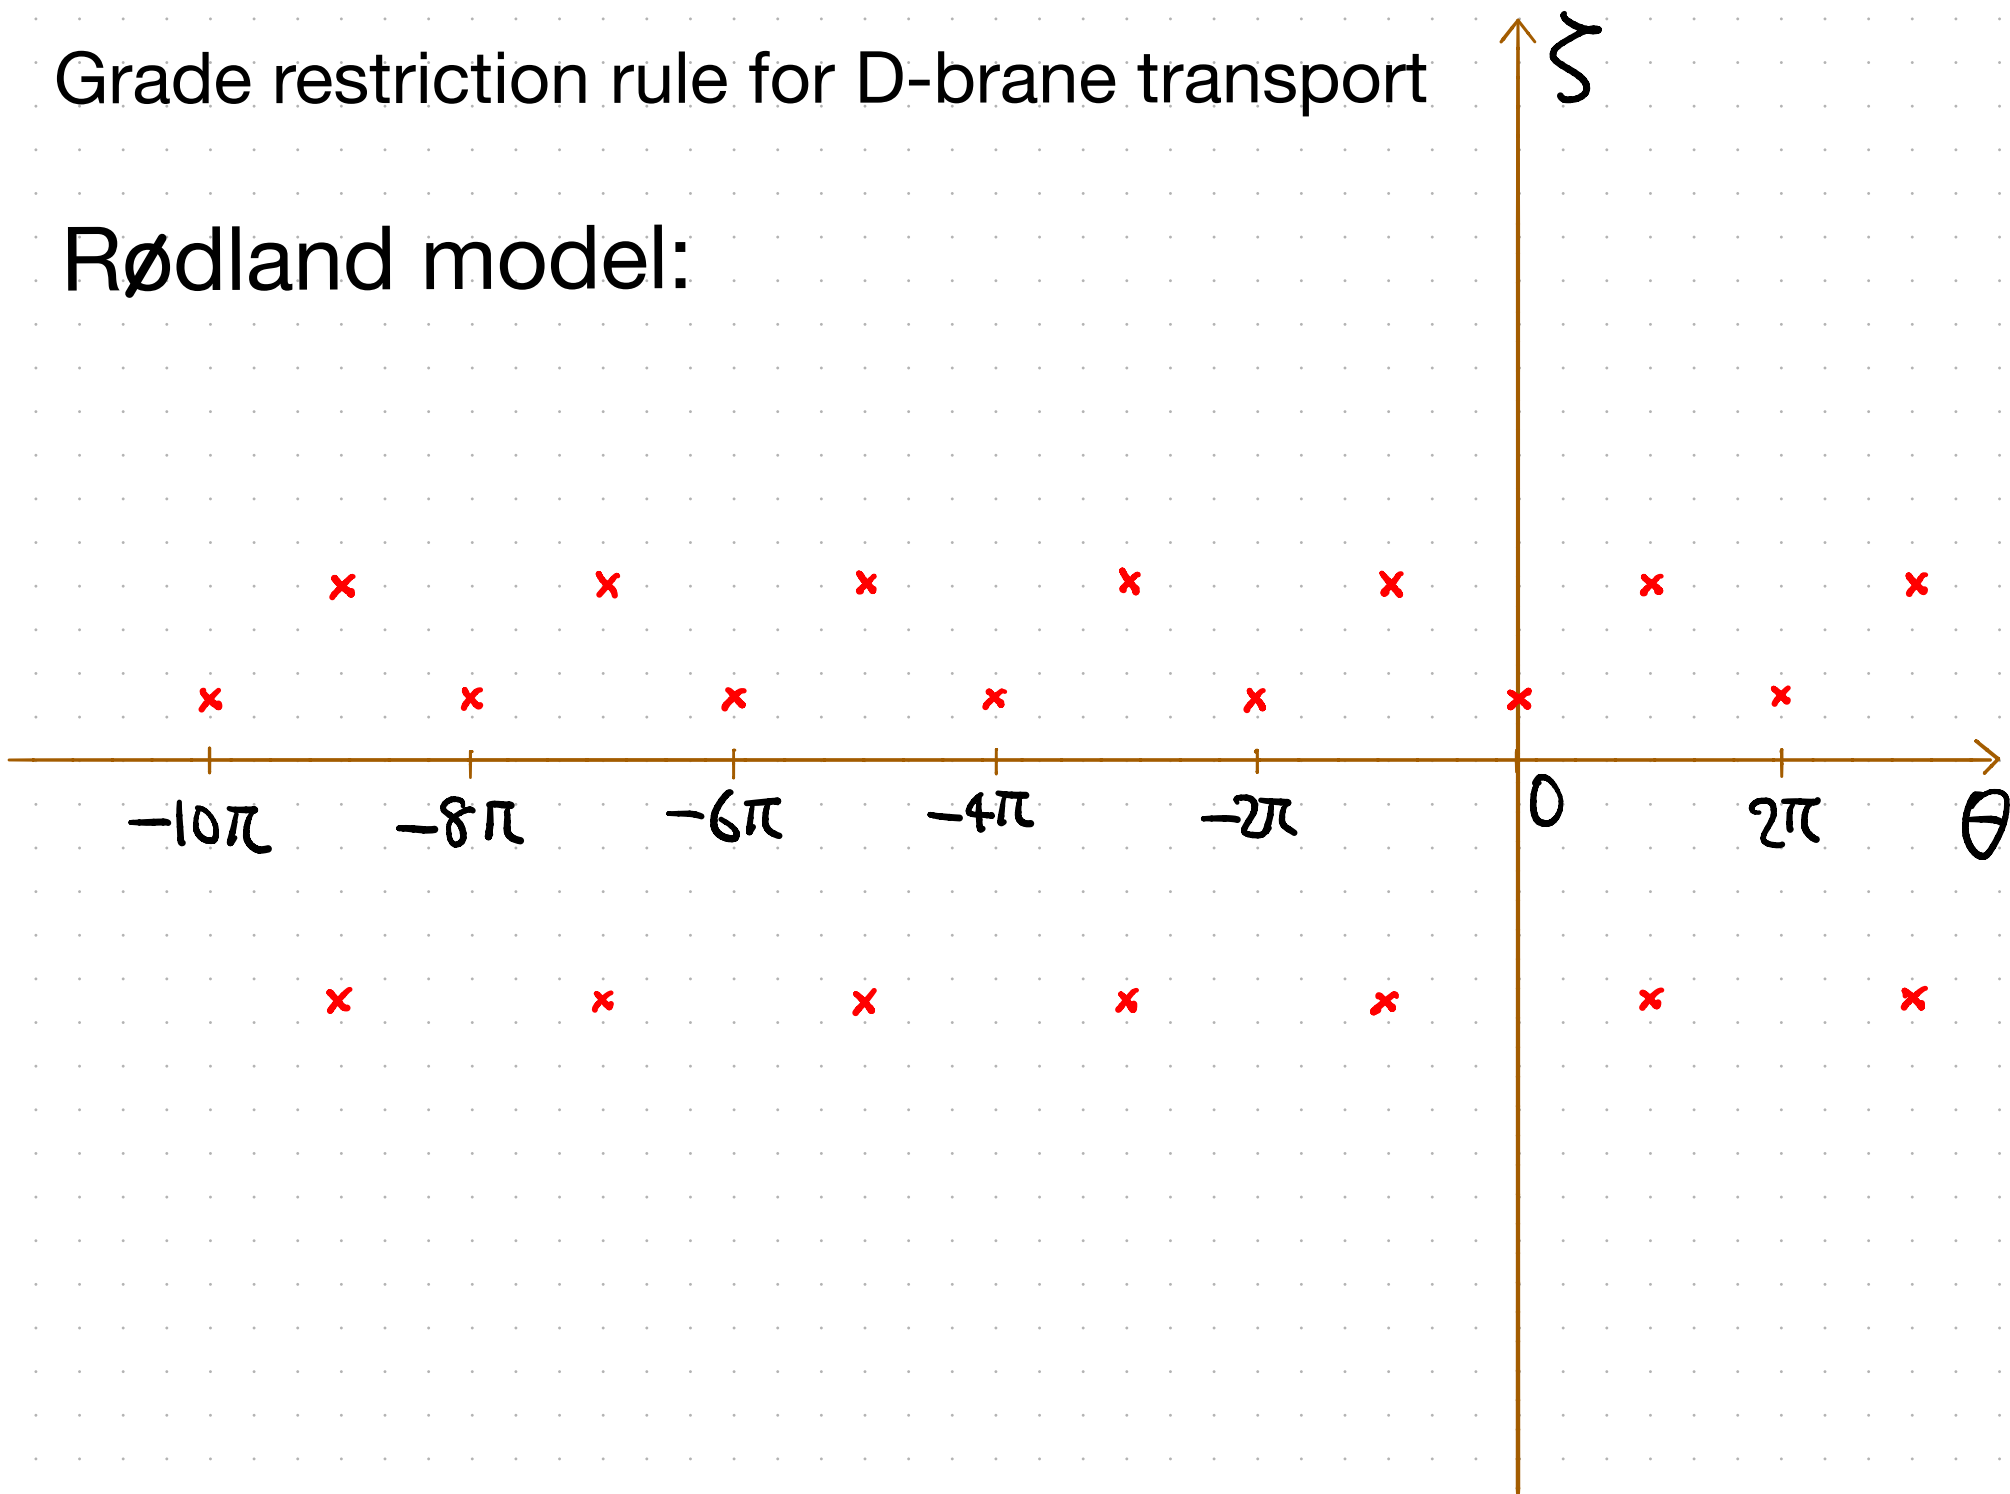 Grade restriction rule for D-brane transport
ζ
Rødland model:
-10π -8π -6π -4π -2π 0 2π θ